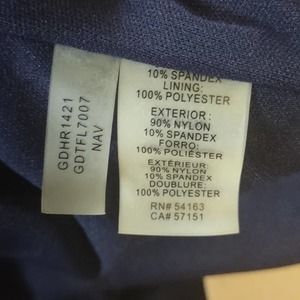 GDHR1421
GDTFL7007
NAV
10% SPANDEX
LINING:
100% POLYESTER
EXTERIOR :
90% NYLON
10% SPANDEX
FORRO:
100% POLIÉSTER
EXTÉRIEUR:
90% NYLON
10% SPANDEX
DOUBLURE:
100% POLYESTER
RN# 54163
CA# 57151